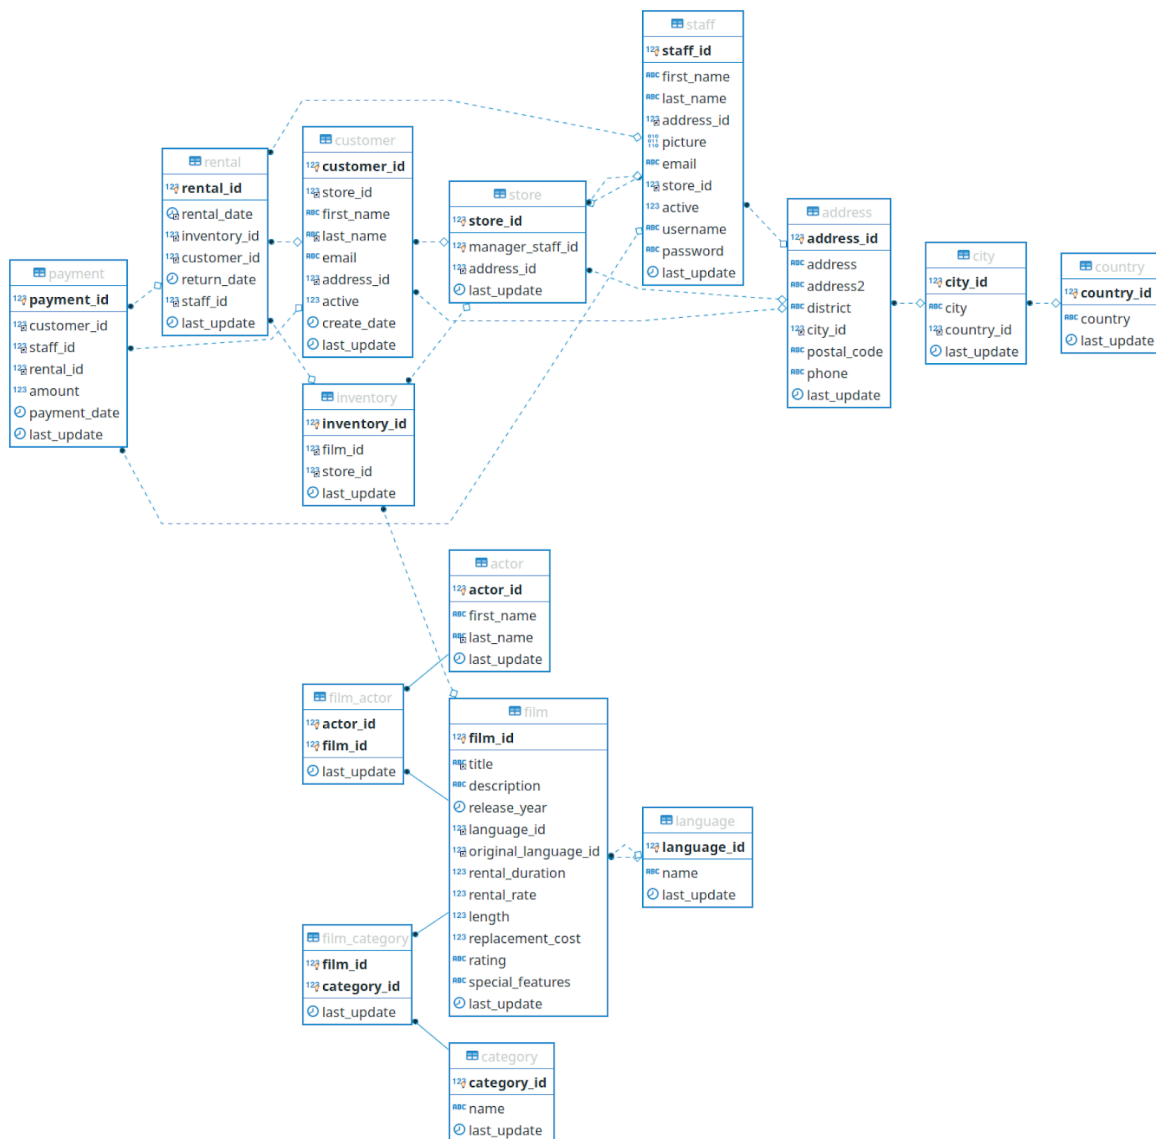 staff
staff_id
first_name
last_name
address_id
picture
email
store_id
active
username
password
last_update
customer
customer_id
store_id
first_name
last_name
email
address_id
active
create_date
last_update
rental
rental_id
rental_date
inventory_id
customer_id
return_date
staff_id
last_update
store
store_id
manager_staff_id
address_id
last_update
address
address_id
address
address2
district
city_id
postal_code
phone
last_update
city
city_id
city
country_id
last_update
country
country_id
country
last_update
payment
payment_id
customer_id
staff_id
rental_id
amount
payment_date
last_update
inventory
inventory_id
film_id
store_id
last_update
actor
actor_id
first_name
last_name
last_update
film_actor
actor_id
film_id
last_update
film
film_id
title
description
release_year
language_id
original_language_id
rental_duration
rental_rate
length
replacement_cost
rating
special_features
last_update
language
language_id
name
last_update
film_category
film_id
category_id
last_update
category
category_id
name
last_update